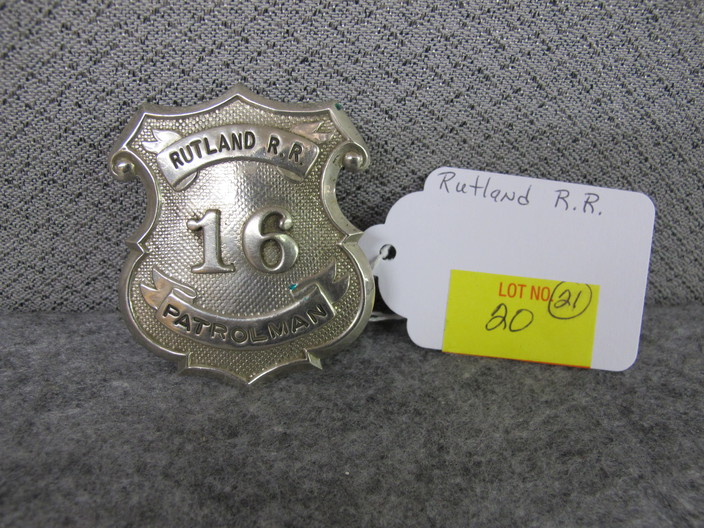 RUTLAND R.R.
16
PATROLMAN
Rutland R.R.
LOT NO. 21
20